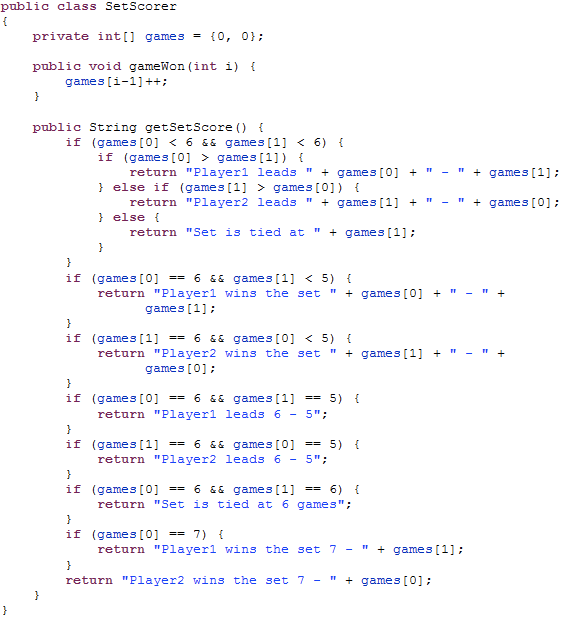 public class SetScorer
{
    private int[] games = {0, 0};

    public void gameWon(int i) {
        games[i-1]++;
    }

    public String getSetScore() {
        if (games[0] < 6 && games[1] < 6) {
            if (games[0] > games[1]) {
                return "Player1 leads " + games[0] + " - " + games[1];
            } else if (games[1] > games[0]) {
                return "Player2 leads " + games[1] + " - " + games[0];
            } else {
                return "Set is tied at " + games[1];
            }
        }
        if (games[0] == 6 && games[1] < 5) {
            return "Player1 wins the set " + games[0] + " - " +
                  games[1];
        }
        if (games[1] == 6 && games[0] < 5) {
            return "Player2 wins the set " + games[1] + " - " +
                  games[0];
        }
        if (games[0] == 6 && games[1] == 5) {
            return "Player1 leads 6 - 5";
        }
        if (games[1] == 6 && games[0] == 5) {
            return "Player2 leads 6 - 5";
        }
        if (games[0] == 6 && games[1] == 6) {
            return "Set is tied at 6 games";
        }
        if (games[0] == 7) {
            return "Player1 wins the set 7 - " + games[1];
        }
        return "Player2 wins the set 7 - " + games[0];
    }
}